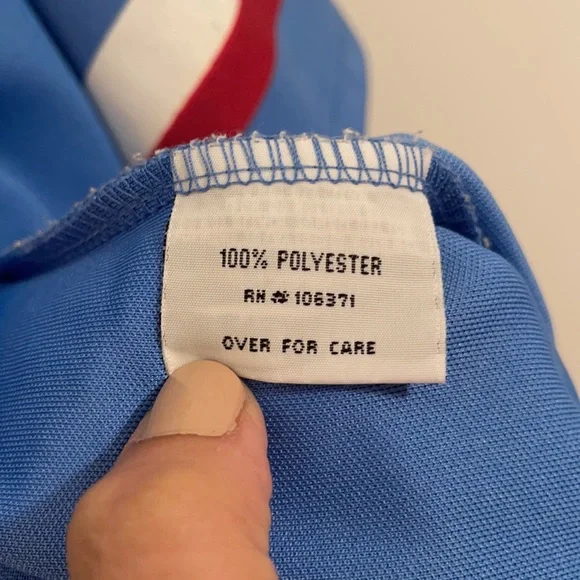 100% POLYESTER
RN # 106371
OVER FOR CARE